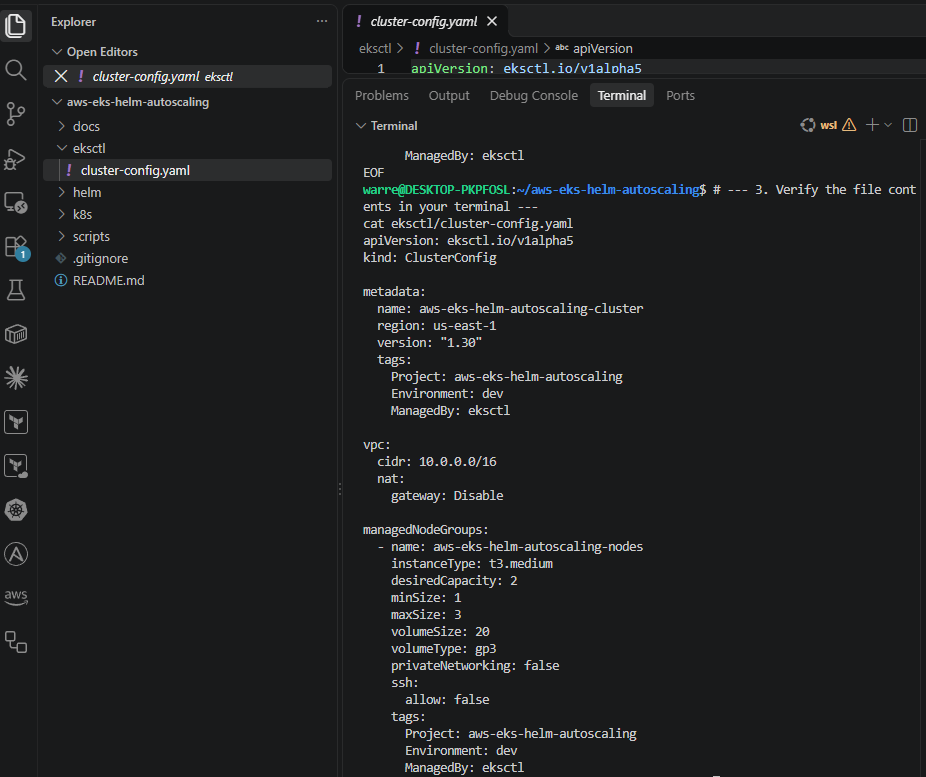 Explorer
···
Open Editors
! cluster-config.yaml eksctl
aws-eks-helm-autoscaling
docs
eksctl
! cluster-config.yaml
helm
k8s
scripts
.gitignore
README.md
1
aws
! cluster-config.yaml
eksctl > ! cluster-config.yaml > abc apiVersion
1 apiVersion: eksctl.io/v1alpha5
Problems Output Debug Console Terminal Ports
Terminal
wsl
ManagedBy: eksctl
EOF
warre@DESKTOP-PKPFOSL:~/aws-eks-helm-autoscaling$ # --- 3. Verify the file cont
ents in your terminal ---
cat eksctl/cluster-config.yaml
apiVersion: eksctl.io/v1alpha5
kind: ClusterConfig
metadata:
name: aws-eks-helm-autoscaling-cluster
region: us-east-1
version: "1.30"
tags:
Project: aws-eks-helm-autoscaling
Environment: dev
ManagedBy: eksctl
vpc:
cidr: 10.0.0.0/16
nat:
gateway: Disable
managedNodeGroups:
- name: aws-eks-helm-autoscaling-nodes
instanceType: t3.medium
desiredCapacity: 2
minSize: 1
maxSize: 3
volumeSize: 20
volumeType: gp3
privateNetworking: false
ssh:
allow: false
tags:
Project: aws-eks-helm-autoscaling
Environment: dev
ManagedBy: eksctl